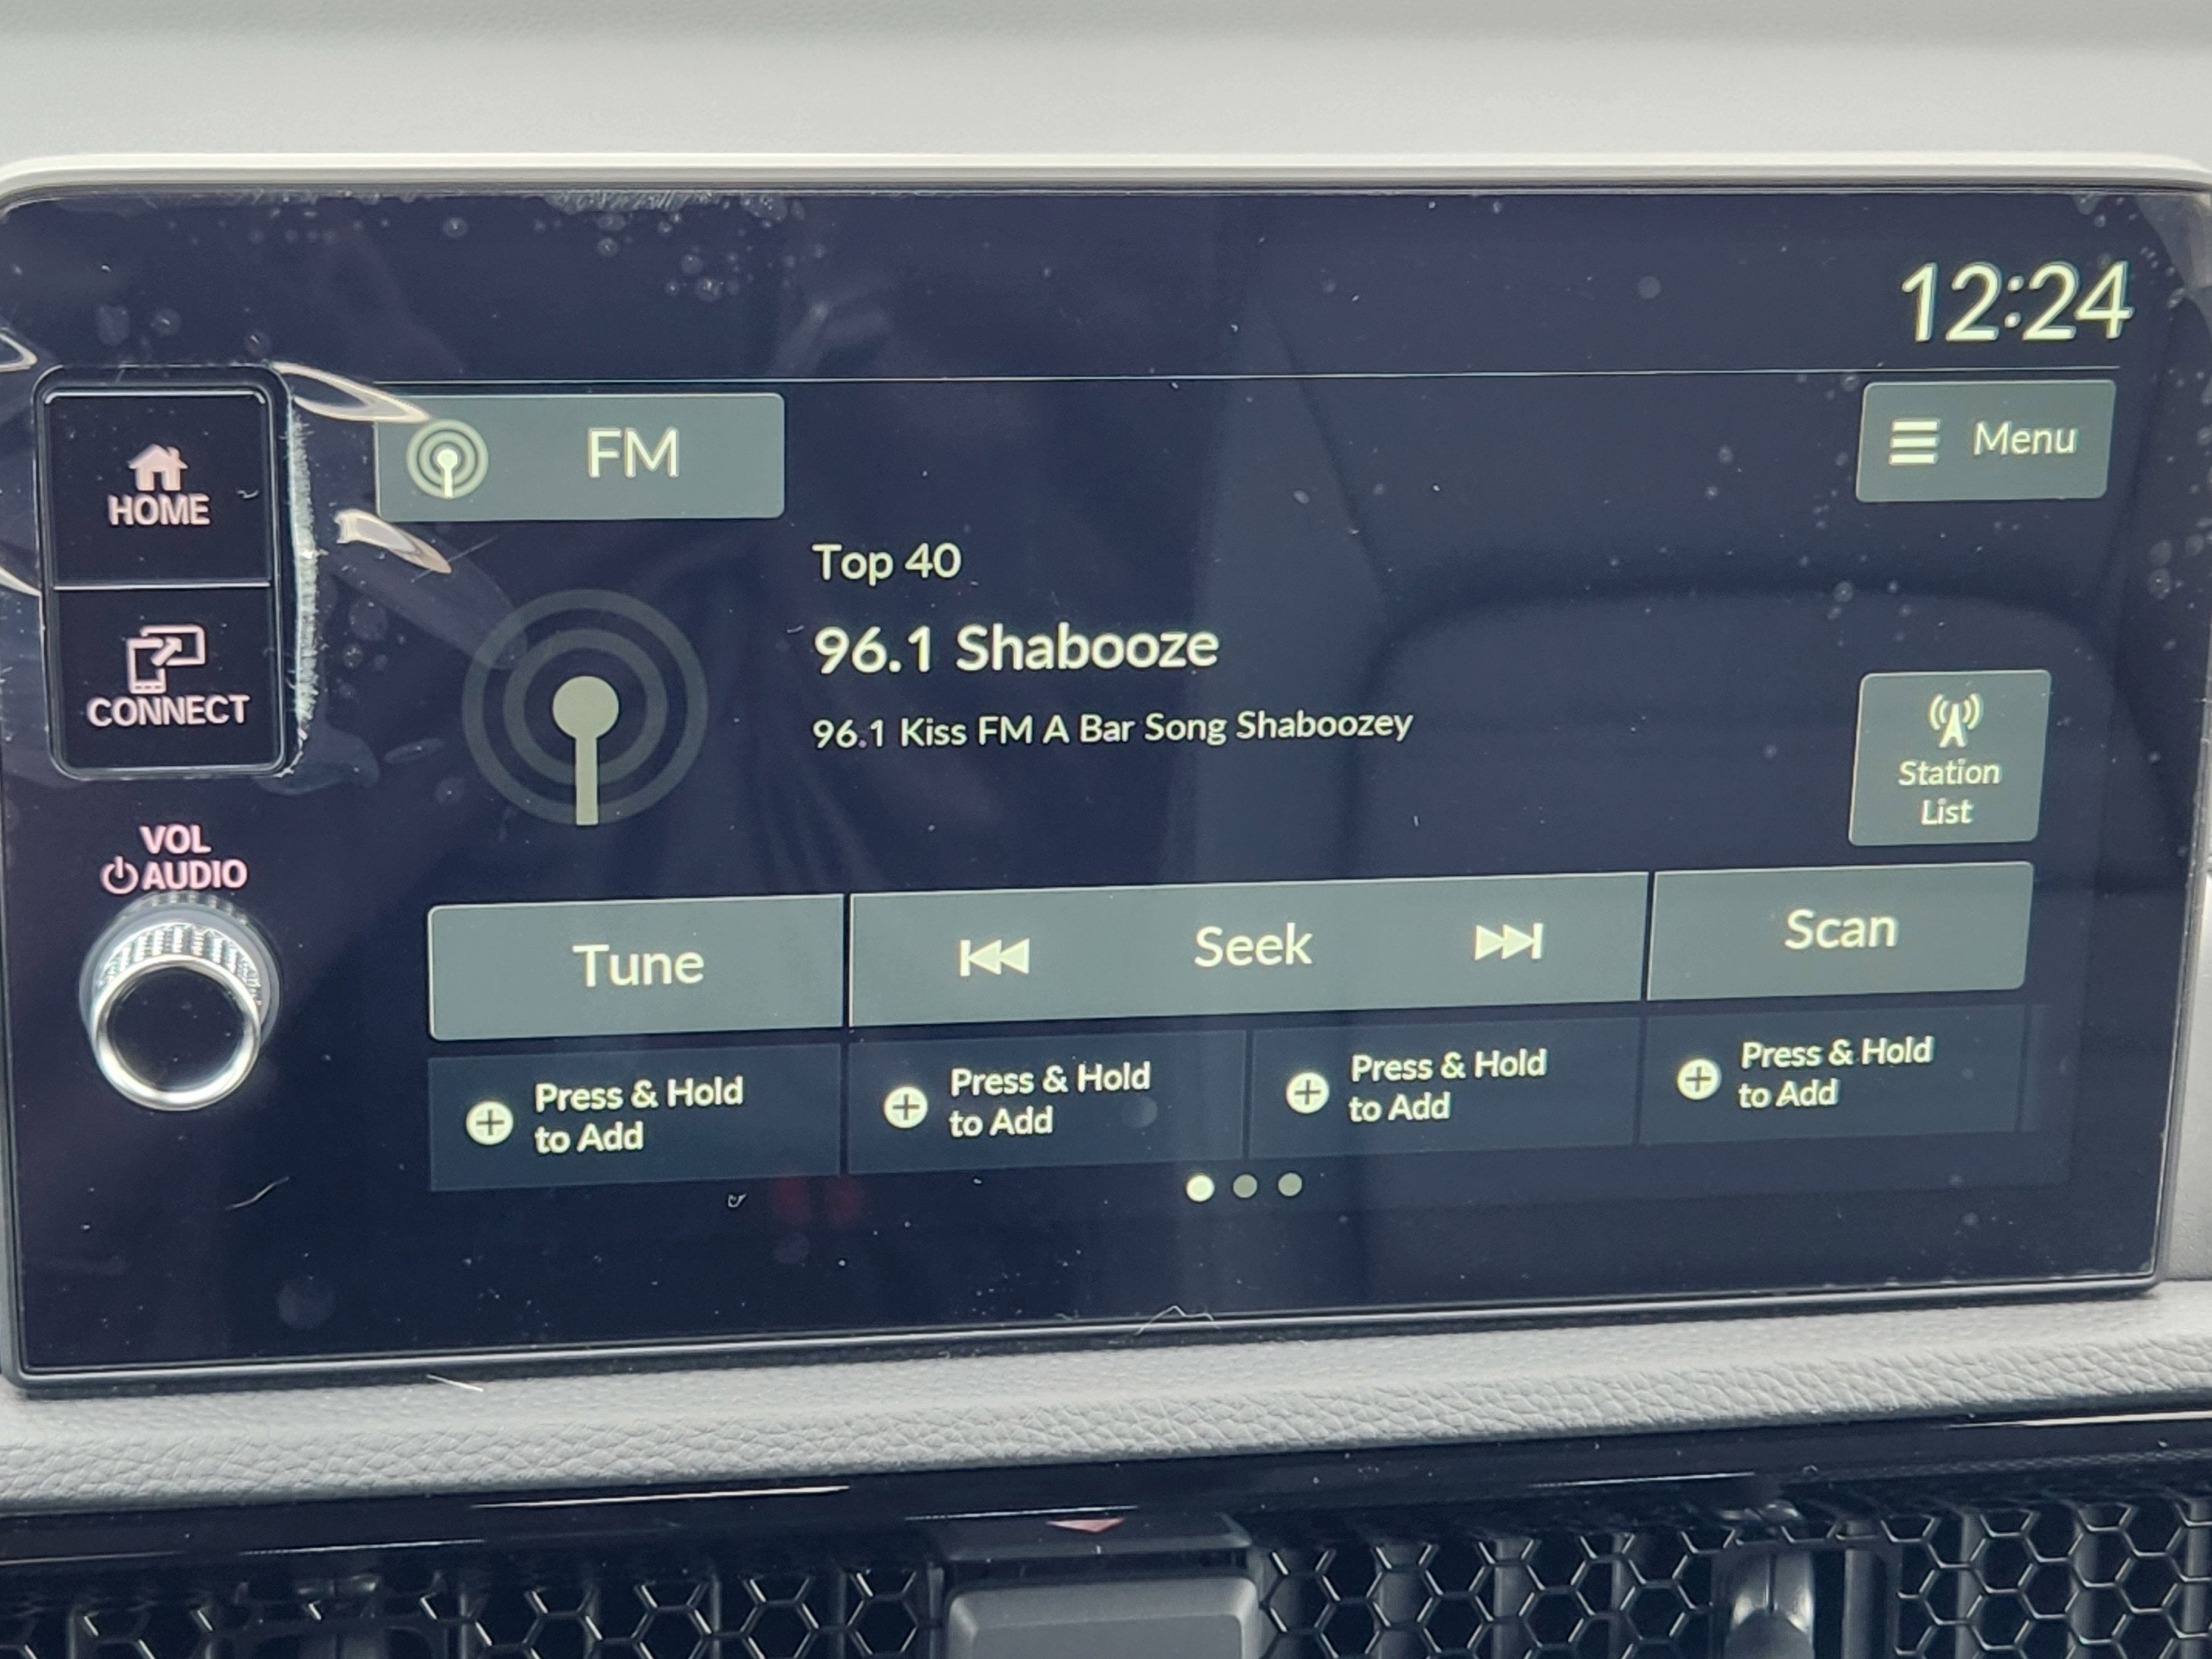 12:24
FM
Menu
HOME
Top 40
96.1 Shabooze
96.1 Kiss FM A Bar Song Shaboozey
CONNECT
Station
List
VOL
AUDIO
Tune
Seek
Scan
Press & Hold
to Add
Press & Hold
to Add
Press & Hold
to Add
Press & Hold
to Add